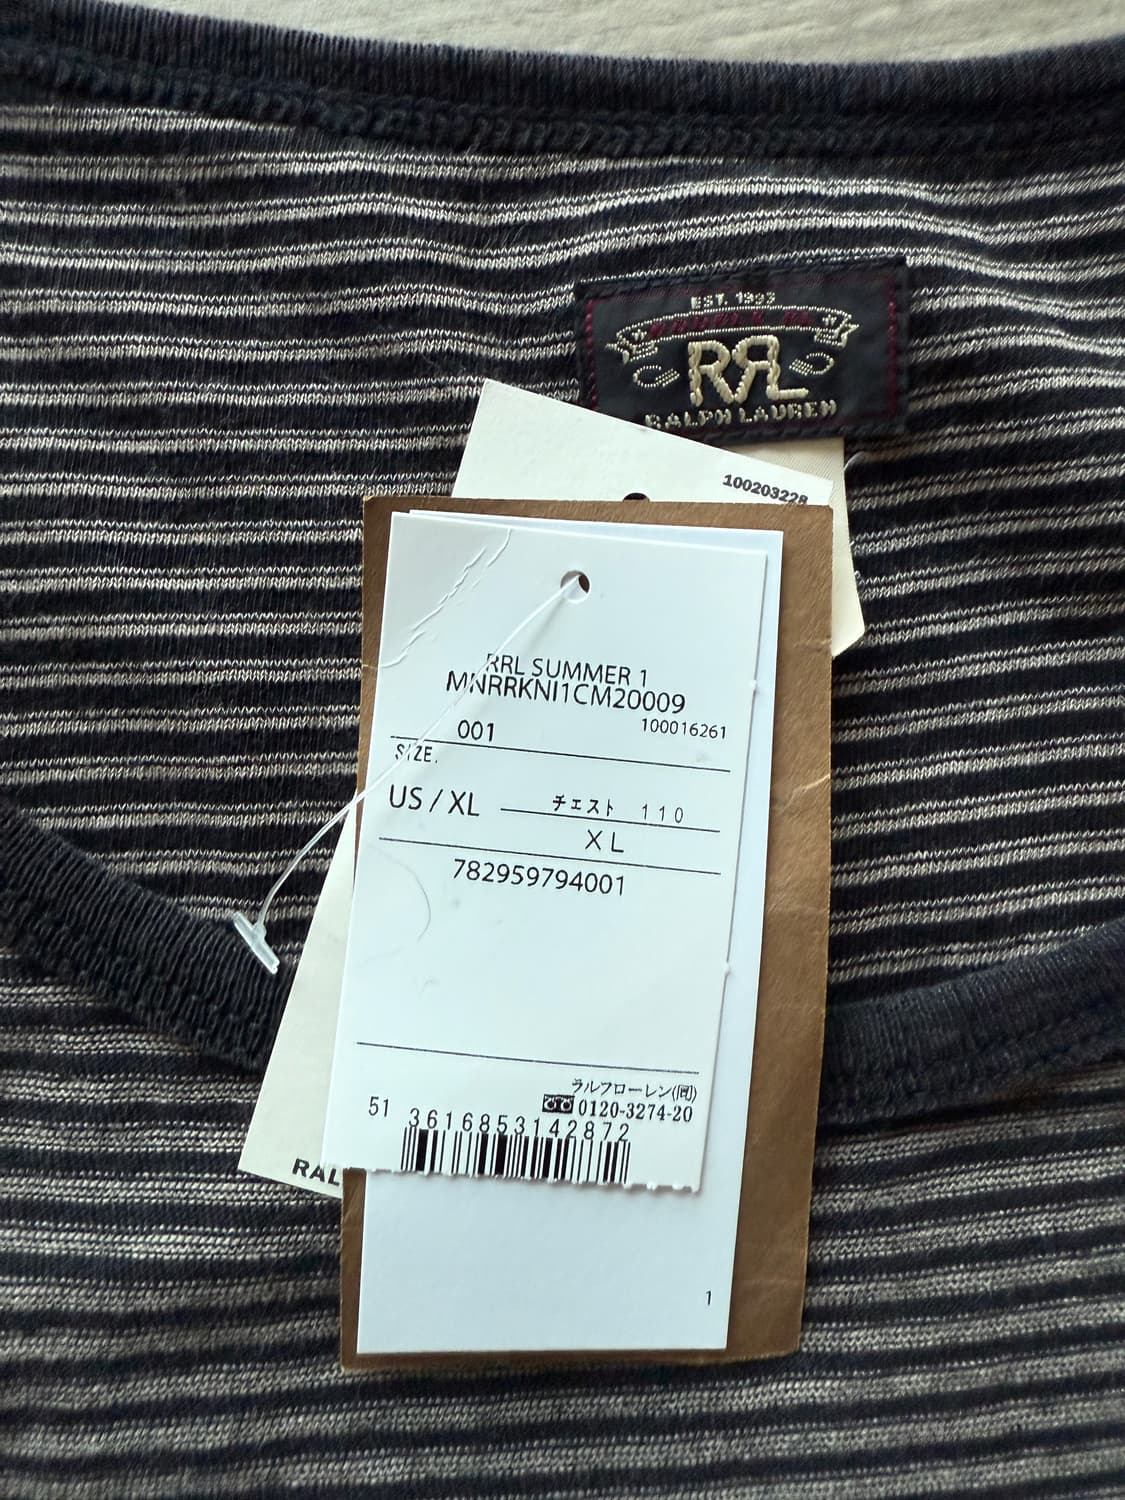 EST. 1993
RRL
RALPH LAUREN
100203228
RRL SUMMER 1
MNRRKNI1CM20009
001 100016261
SIZE.
US / XL チェスト 110
XL
782959794001
ラルフローレン(同)
0120-3274-20
51 3616853142872
RAL
1